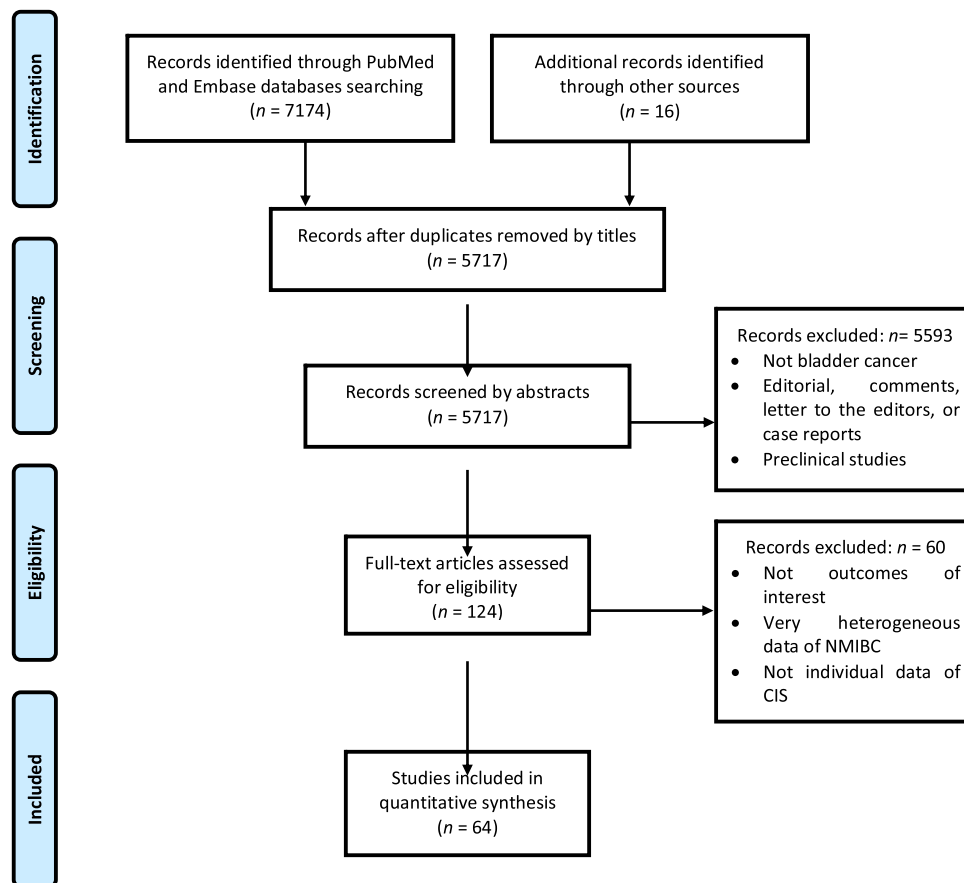 Identification
Records identified through PubMed
and Embase databases searching
(n = 7174)
Additional records identified
through other sources
(n = 16)
Records after duplicates removed by titles
(n = 5717)
Screening
Records screened by abstracts
(n = 5717)
Records excluded: n= 5593
• Not bladder cancer
• Editorial, comments,
letter to the editors, or
case reports
• Preclinical studies
Eligibility
Full-text articles assessed
for eligibility
(n = 124)
Records excluded: n = 60
• Not outcomes of
interest
• Very heterogeneous
data of NMIBC
• Not individual data of
CIS
Included
Studies included in
quantitative synthesis
(n = 64)